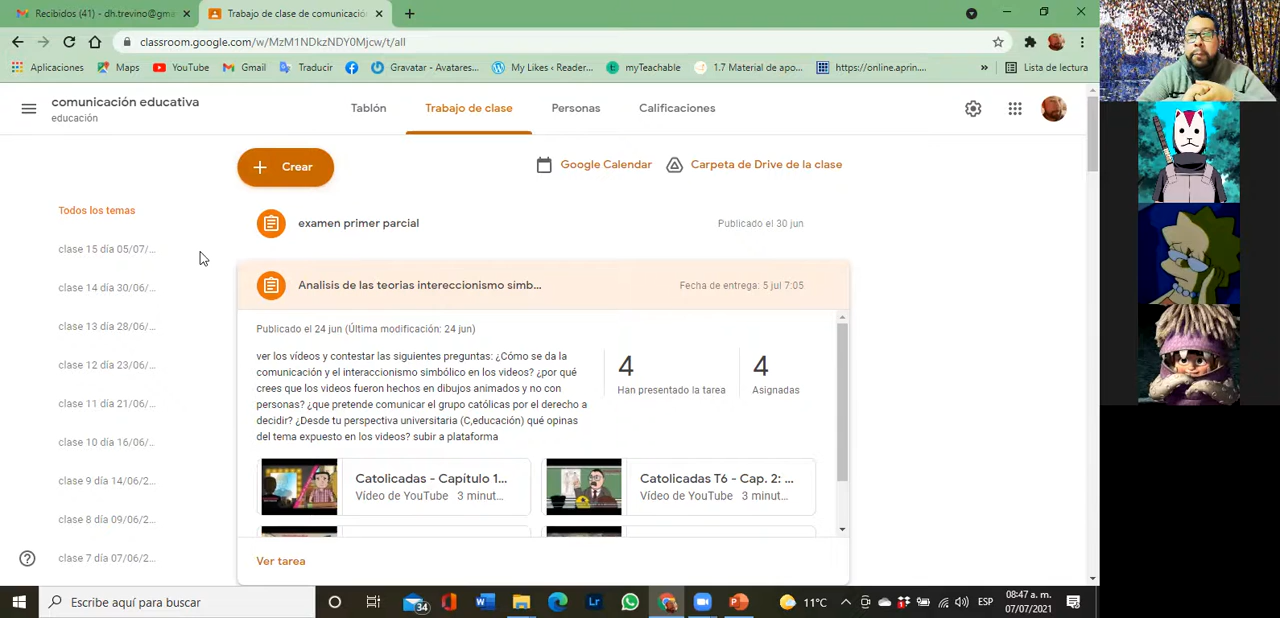 Recibidos (41) - dh.trevino@gma
Trabajo de clase de comunicació
classroom.google.com/w/MzM1NDkzNDY0Mjcw/t/all
Aplicaciones Maps YouTube Gmail Traducir Gravatar - Avatares... My Likes ‹ Reader... myTeachable 1.7 Material de apo... https://online.aprin... » Lista de lectura
comunicación educativa
educación
Tablón Trabajo de clase Personas Calificaciones
+ Crear
Google Calendar Carpeta de Drive de la clase
Todos los temas
clase 15 día 05/07/...
clase 14 día 30/06/...
clase 13 día 28/06/...
clase 12 día 23/06/...
clase 11 día 21/06/...
clase 10 día 16/06/...
clase 9 día 14/06/2...
clase 8 día 09/06/2...
clase 7 día 07/06/2...
examen primer parcial Publicado el 30 jun
Analisis de las teorias intereccionismo simb... Fecha de entrega: 5 jul 7:05
Publicado el 24 jun (Última modificación: 24 jun)
ver los vídeos y contestar las siguientes preguntas: ¿Cómo se da la
comunicación y el interaccionismo simbólico en los videos? ¿por qué
crees que los videos fueron hechos en dibujos animados y no con
personas? ¿que pretende comunicar el grupo católicas por el derecho a
decidir? ¿Desde tu perspectiva universitaria (C,educación) qué opinas
del tema expuesto en los videos? subir a plataforma
4
Han presentado la tarea
4
Asignadas
Catolicadas - Capítulo 1...
Vídeo de YouTube 3 minut...
Catolicadas T6 - Cap. 2: ...
Vídeo de YouTube 3 minut...
Ver tarea
Escribe aquí para buscar
34
11°C
ESP
08:47 a. m.
07/07/2021